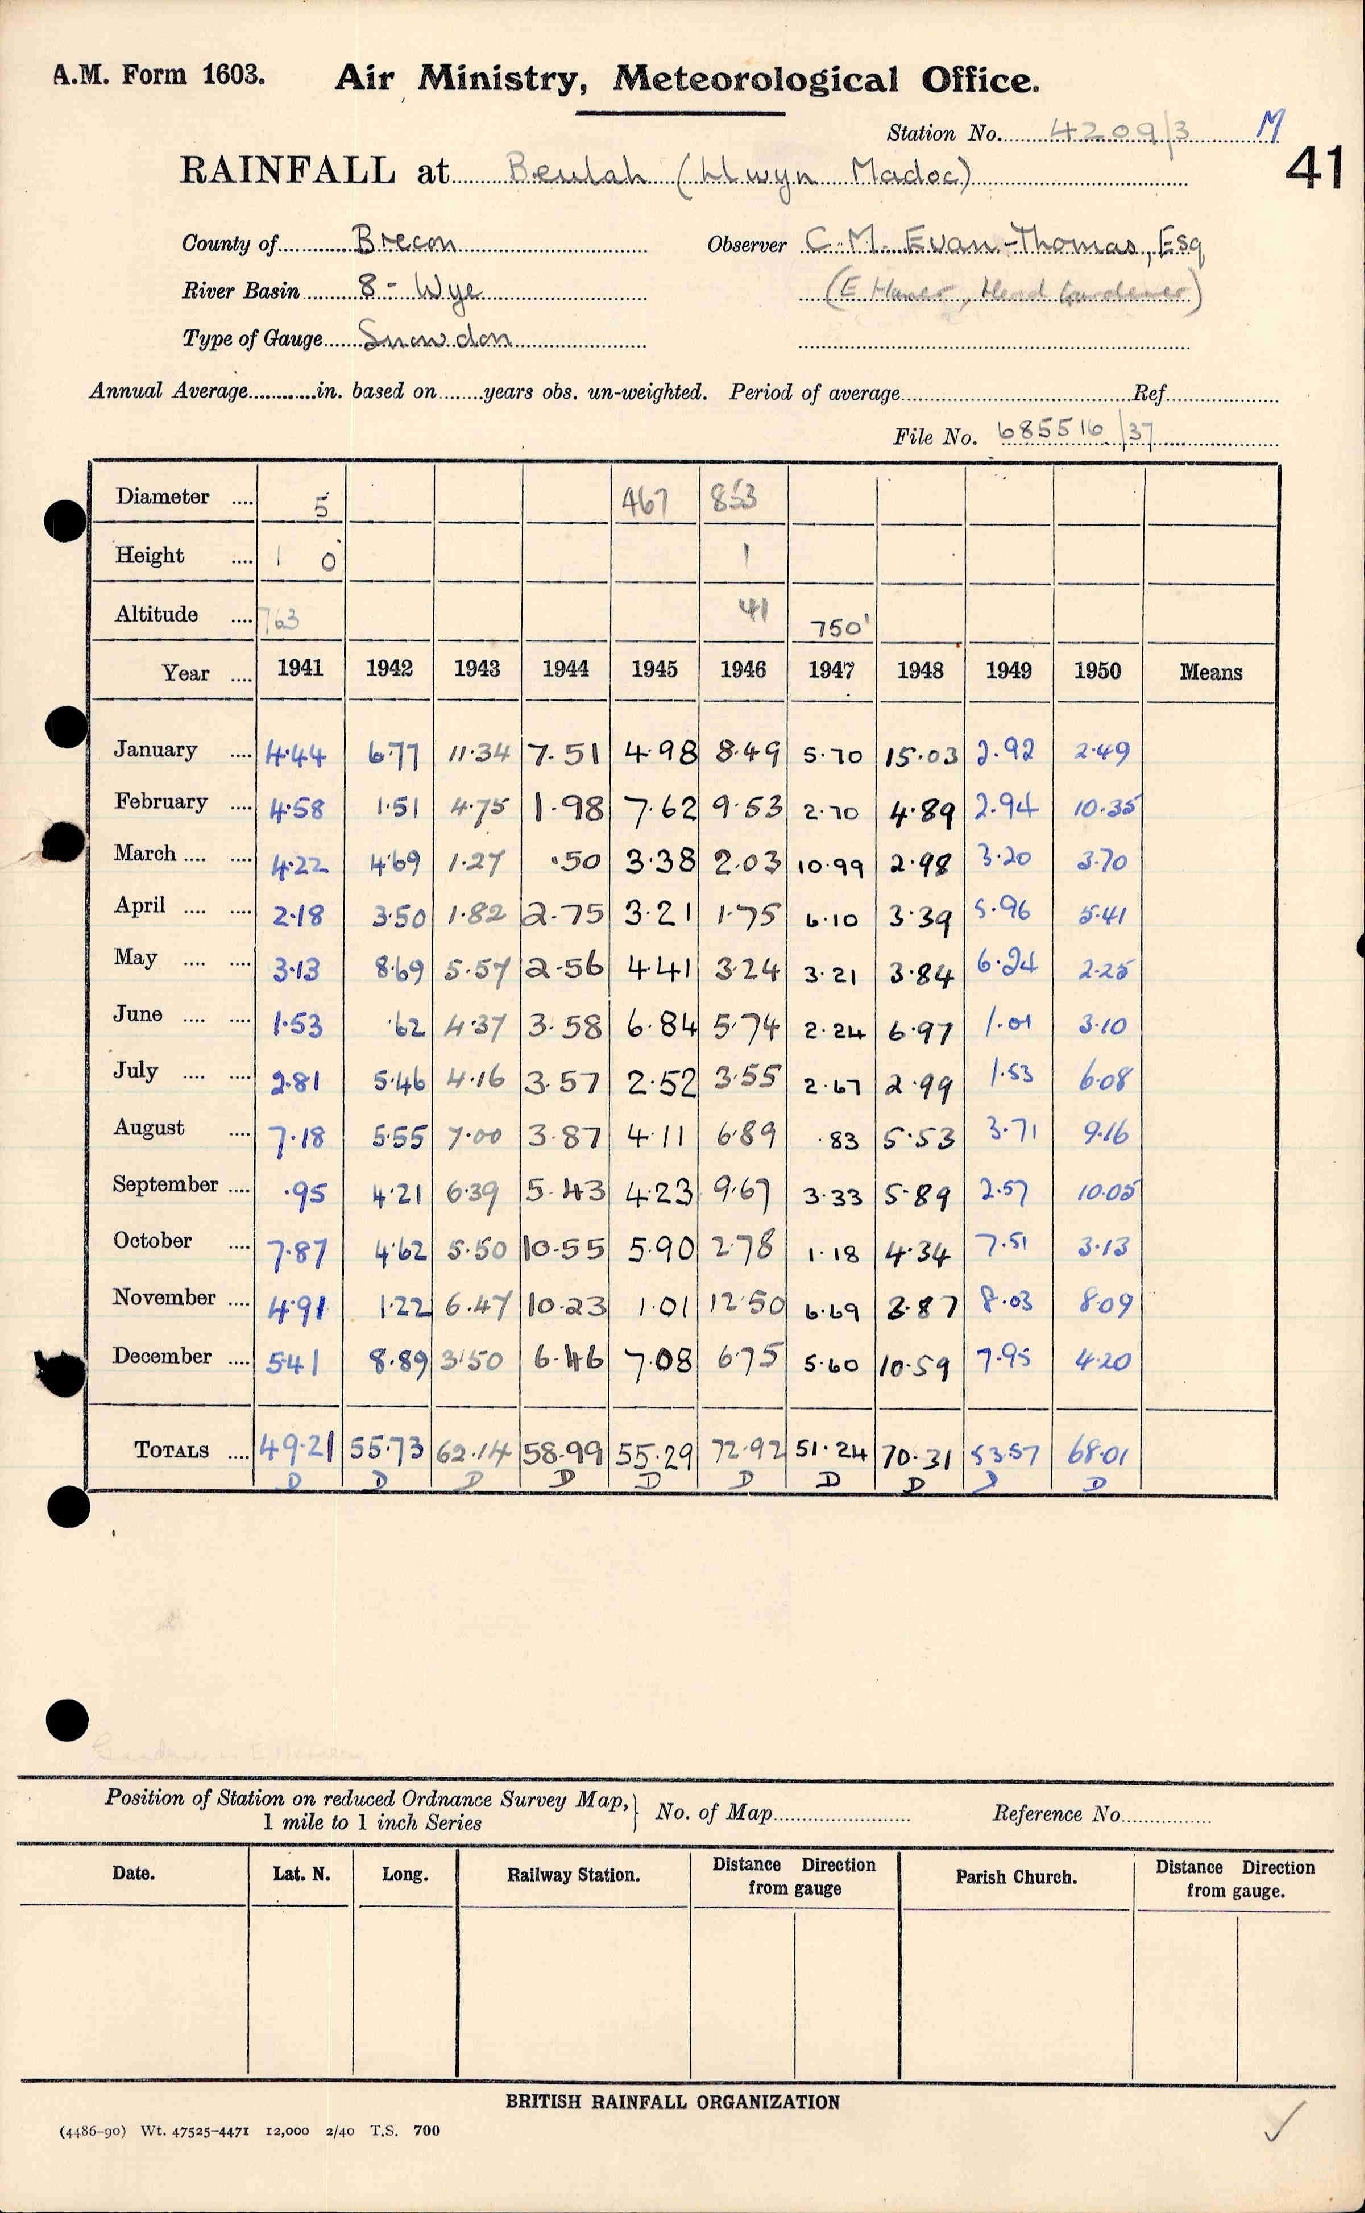 A.M. Form 1603. Air Ministry, Meteorological Office.
Station No. 4209/3 M
41
RAINFALL at Beulah (Llwyn Madoc)
County of Brecon Observer C. M. Evan-Thomas, Esq
River Basin 8 - Wye (E Hamer, Head Gardener)
Type of Gauge Snowdon
Annual Average in. based on years obs. un-weighted. Period of average Ref.
File No. 685516/37
Diameter 5 467 853
Height 1 0 1
Altitude 763 41 750'
Year 1941 1942 1943 1944 1945 1946 1947 1948 1949 1950 Means
January 4.44 6.77 11.34 7.51 4.98 8.49 5.70 15.03 2.92 2.49
February 4.58 1.51 4.75 1.98 7.62 9.53 2.70 4.89 2.94 10.35
March 4.22 4.69 1.27 .50 3.38 2.03 10.99 2.98 3.20 3.70
April 2.18 3.50 1.82 2.75 3.21 1.75 6.10 3.39 5.96 5.41
May 3.13 8.69 5.57 2.56 4.41 3.24 3.21 3.84 6.24 2.25
June 1.53 .62 4.37 3.58 6.84 5.74 2.24 6.97 1.01 3.10
July 2.81 5.46 4.16 3.57 2.52 3.55 2.67 2.99 1.53 6.08
August 7.18 5.55 7.00 3.87 4.11 6.89 .83 5.53 3.71 9.16
September .95 4.21 6.39 5.43 4.23 9.67 3.33 5.89 2.57 10.05
October 7.87 4.62 5.50 10.55 5.90 2.78 1.18 4.34 7.51 3.13
November 4.91 1.22 6.47 10.23 1.01 12.50 6.69 3.87 8.03 8.09
December 5.41 8.89 3.50 6.46 7.08 6.75 5.60 10.59 7.95 4.20
TOTALS 49.21 55.73 62.14 58.99 55.29 72.92 51.24 70.31 53.57 68.01
D D D D D D D D D D
Position of Station on reduced Ordnance Survey Map, 1 mile to 1 inch Series No. of Map Reference No.
Date. Lat. N. Long. Railway Station. Distance Direction from gauge Parish Church. Distance Direction from gauge.
BRITISH RAINFALL ORGANIZATION
(4486-90) Wt. 47525-4471 12,000 2/40 T.S. 700